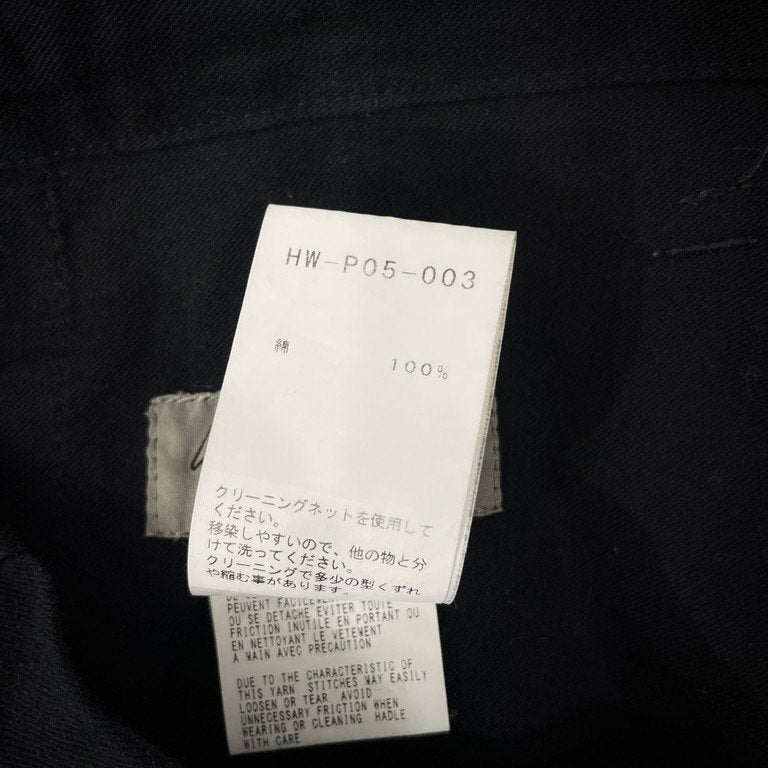 HW-P05-003
綿
100%
クリーニングネットを使用して
ください。
移染しやすいので、他の物と分
けて洗ってください。
クリーニングで多少の型くずれ
や縮む事があります。
PEUVENT FACILEMENT
OU SE DETACHE EVITER TOUTE
FRICTION INUTILE EN PORTANT OU
EN NETTOYANT LE VETEMENT
A MAIN AVEC PRÉCAUTION
DUE TO THE CHARACTERISTIC OF
THIS YARN STITCHES MAY EASILY
LOOSEN OR TEAR AVOID
UNNECESSARY FRICTION WHEN
WEARING OR CLEANING HADLE
WITH CARE